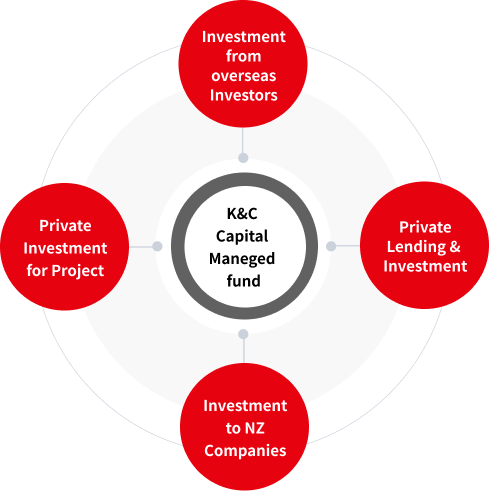 Investment
from
overseas
Investors
Private
Investment
for Project
K&C
Capital
Maneged
fund
Private
Lending &
Investment
Investment
to NZ
Companies